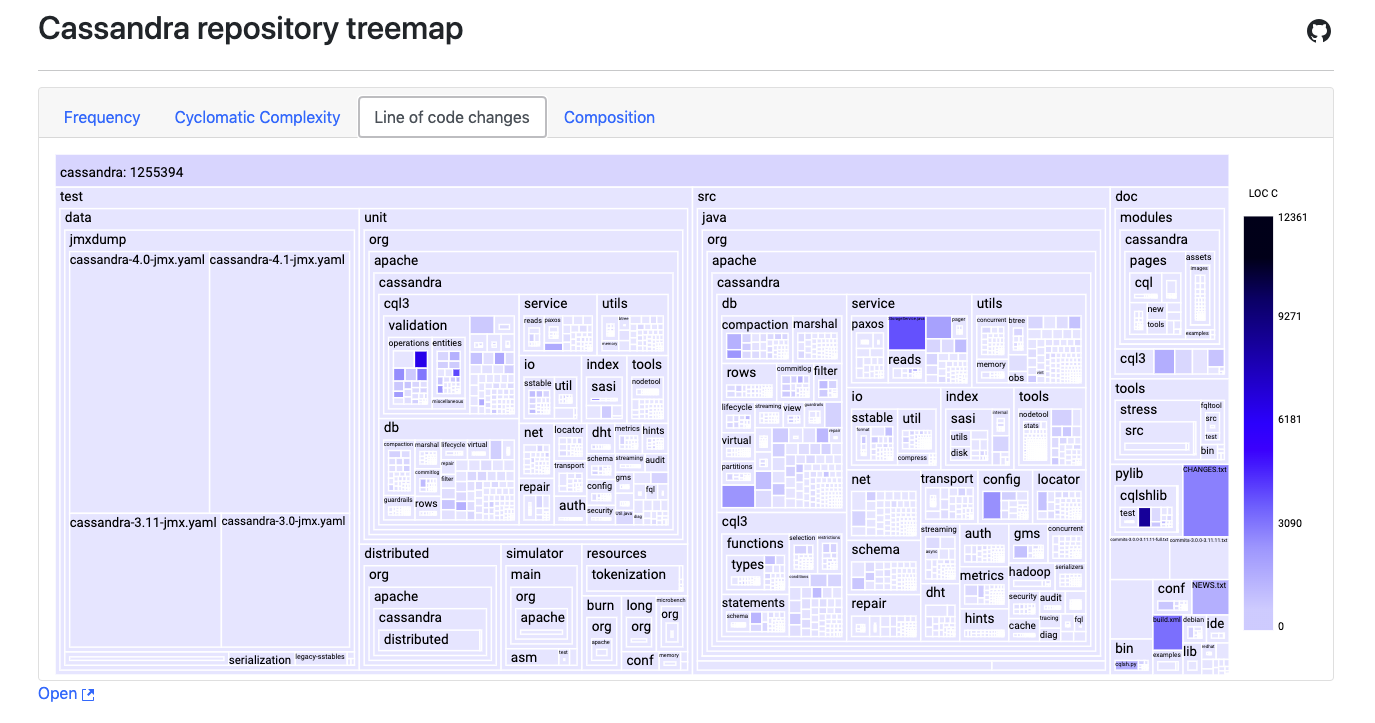 Cassandra repository treemap
Frequency
Cyclomatic Complexity
Line of code changes
Composition
cassandra: 1255394
test
data
jmxdump
cassandra-4.0-jmx.yaml
cassandra-4.1-jmx.yaml
cassandra-3.11-jmx.yaml
cassandra-3.0-jmx.yaml
serialization
legacy-sstables
unit
org
apache
cassandra
cql3
validation
operations
entities
miscellaneous
service
reads
paxos
utils
btree
memory
io
sstable
util
index
sasi
tools
nodetool
db
compaction
marshal
lifecycle
virtual
repair
commitlog
filter
guardrails
rows
net
locator
transport
repair
auth
dht
metrics
hints
schema
streaming
audit
gms
config
fql
security
diag
distributed
org
apache
cassandra
distributed
simulator
main
org
apache
asm
test
resources
tokenization
burn
org
apache
long
org
conf
microbench
org
memory
src
java
org
apache
cassandra
db
compaction
marshal
rows
commitlog
filter
lifecycle
streaming
view
guardrails
virtual
repair
partitions
cql3
functions
types
selection
restrictions
conditions
statements
schema
service
paxos
pager
reads
utils
concurrent
btree
memory
obs
io
sstable
format
util
compress
index
sasi
utils
disk
internal
tools
nodetool
stats
net
schema
repair
transport
config
locator
streaming
async
auth
gms
concurrent
metrics
hadoop
serializers
dht
hints
security
audit
cache
tracing
fql
diag
doc
modules
cassandra
pages
cql
new
tools
assets
images
examples
cql3
tools
stress
src
fqltool
src
test
bin
pylib
cqlshlib
test
CHANGES.txt
conf
NEWS.txt
build.xml
debian
ide
examples
bin
cqlsh.py
lib
LOC C
12361
9271
6181
3090
0
Open